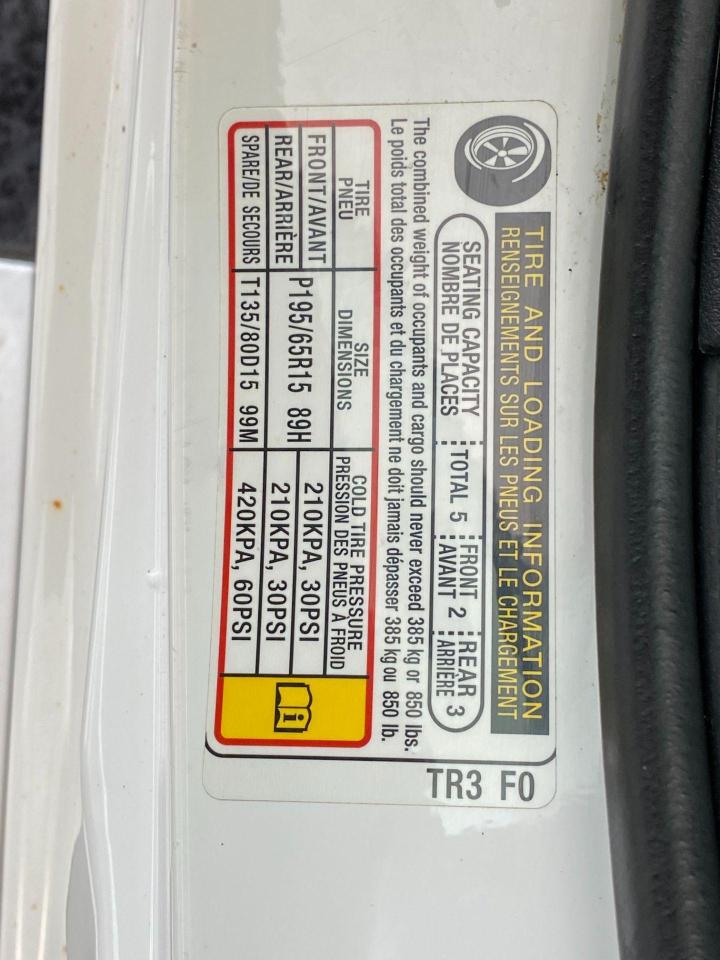 TIRE AND LOADING INFORMATION
RENSEIGNEMENTS SUR LES PNEUS ET LE CHARGEMENT
SEATING CAPACITY TOTAL 5 FRONT 2 REAR 3
NOMBRE DE PLACES AVANT ARRIÈRE
The combined weight of occupants and cargo should never exceed 385 kg or 850 lbs.
Le poids total des occupants et du chargement ne doit jamais dépasser 385 kg ou 850 lb.
TIRE SIZE COLD TIRE PRESSURE
PNEU DIMENSIONS PRESSION DES PNEUS À FROID
FRONT/AVANT P195/65R15 89H 210KPA, 30PSI
REAR/ARRIÈRE 210KPA, 30PSI
SPARE/DE SECOURS T135/80D15 99M 420KPA, 60PSI
TR3 F0